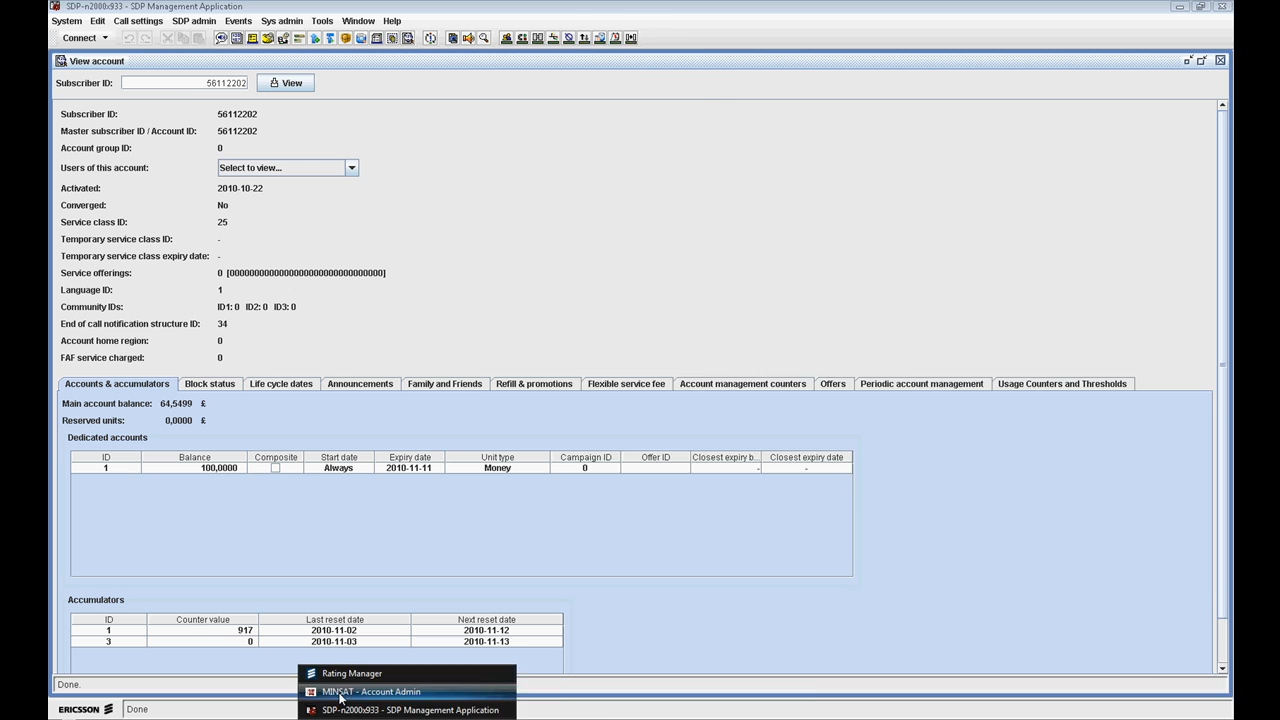 SDP-n2000x933 - SDP Management Application
System Edit Call settings SDP admin Events Sys admin Tools Window Help
Connect
View account
Subscriber ID: 56112202 View
Subscriber ID: 56112202
Master subscriber ID / Account ID: 56112202
Account group ID: 0
Users of this account: Select to view...
Activated: 2010-10-22
Converged: No
Service class ID: 25
Temporary service class ID: -
Temporary service class expiry date: -
Service offerings: 0 [0000000000000000000000000000000]
Language ID: 1
Community IDs: ID1: 0 ID2: 0 ID3: 0
End of call notification structure ID: 34
Account home region: 0
FAF service charged: 0
Accounts & accumulators Block status Life cycle dates Announcements Family and Friends Refill & promotions Flexible service fee Account management counters Offers Periodic account management Usage Counters and Thresholds
Main account balance: 64,5499 £
Reserved units: 0,0000 £
Dedicated accounts
ID Balance Composite Start date Expiry date Unit type Campaign ID Offer ID Closest expiry b... Closest expiry date
1 100,0000 Always 2010-11-11 Money 0 - -
Accumulators
ID Counter value Last reset date Next reset date
1 917 2010-11-02 2010-11-12
3 0 2010-11-03 2010-11-13
Rating Manager
Done.
MINSAT - Account Admin
ERICSSON Done
SDP-n2000x933 - SDP Management Application